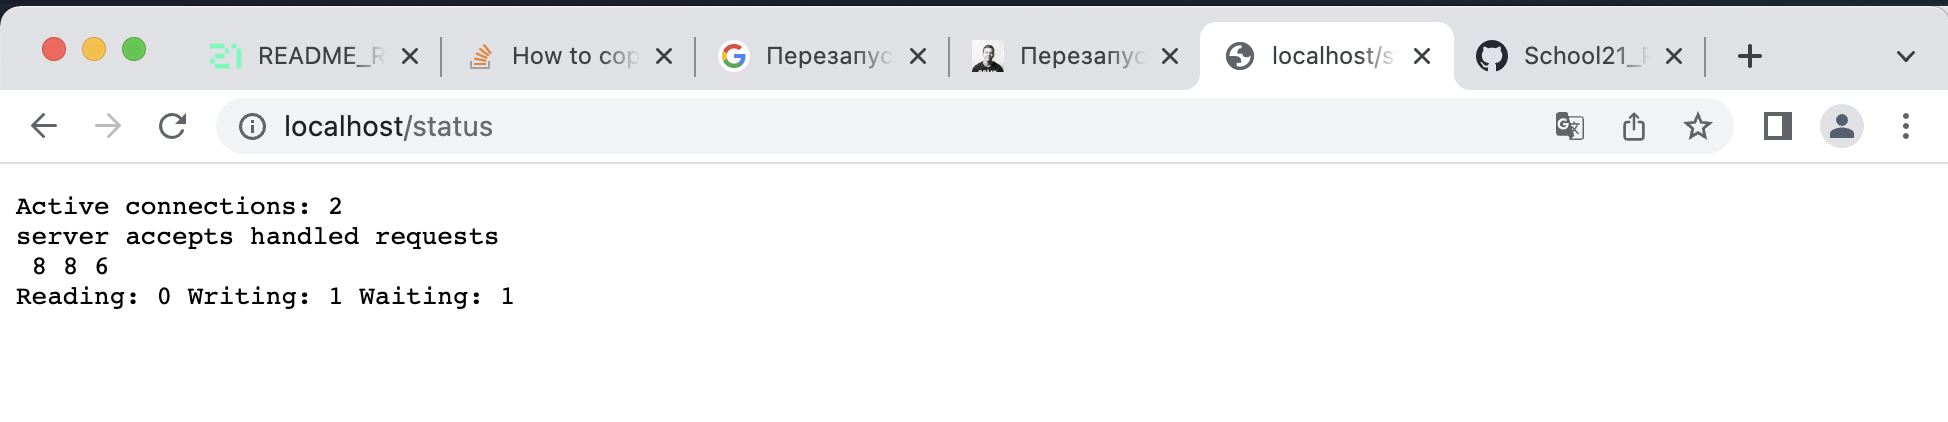 README_R
How to cop
Перезапус
Перезапус
localhost/s
School21_
localhost/status
Active connections: 2
server accepts handled requests
8 8 6
Reading: 0 Writing: 1 Waiting: 1